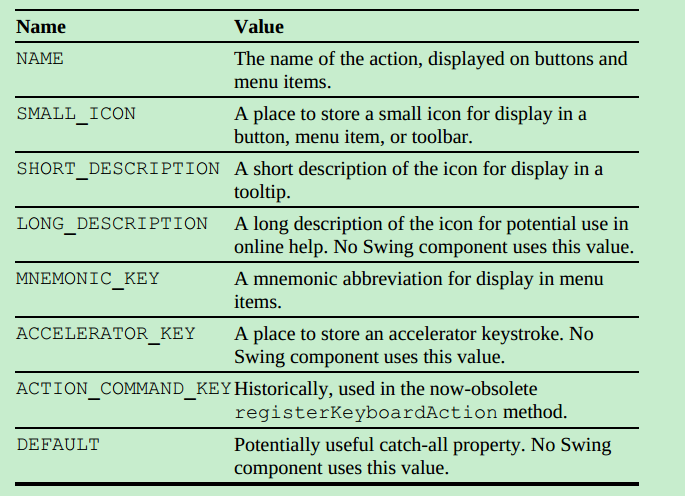 Name Value
NAME The name of the action, displayed on buttons and
menu items.
SMALL_ICON A place to store a small icon for display in a
button, menu item, or toolbar.
SHORT_DESCRIPTION A short description of the icon for display in a
tooltip.
LONG_DESCRIPTION A long description of the icon for potential use in
online help. No Swing component uses this value.
MNEMONIC_KEY A mnemonic abbreviation for display in menu
items.
ACCELERATOR_KEY A place to store an accelerator keystroke. No
Swing component uses this value.
ACTION_COMMAND_KEY Historically, used in the now-obsolete
registerKeyboardAction method.
DEFAULT Potentially useful catch-all property. No Swing
component uses this value.